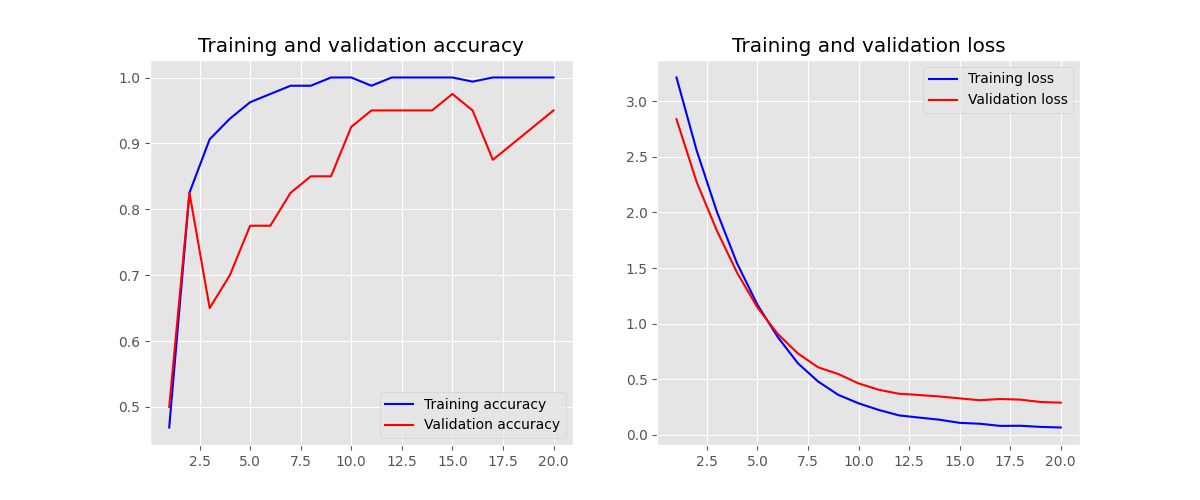 Training and validation accuracy
1.0
0.9
0.8
0.7
0.6
0.5
Training accuracy
Validation accuracy
2.5 5.0 7.5 10.0 12.5 15.0 17.5 20.0
Training and validation loss
3.0
2.5
2.0
1.5
1.0
0.5
0.0
Training loss
Validation loss
2.5 5.0 7.5 10.0 12.5 15.0 17.5 20.0